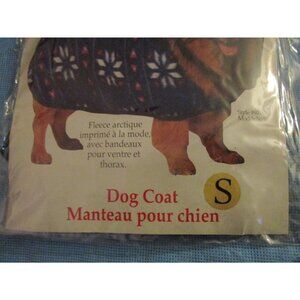 Fleece arctique
imprimé à la mode,
avec bandeaux
pour ventre et
thorax.
Dog Coat
Manteau pour chien
S